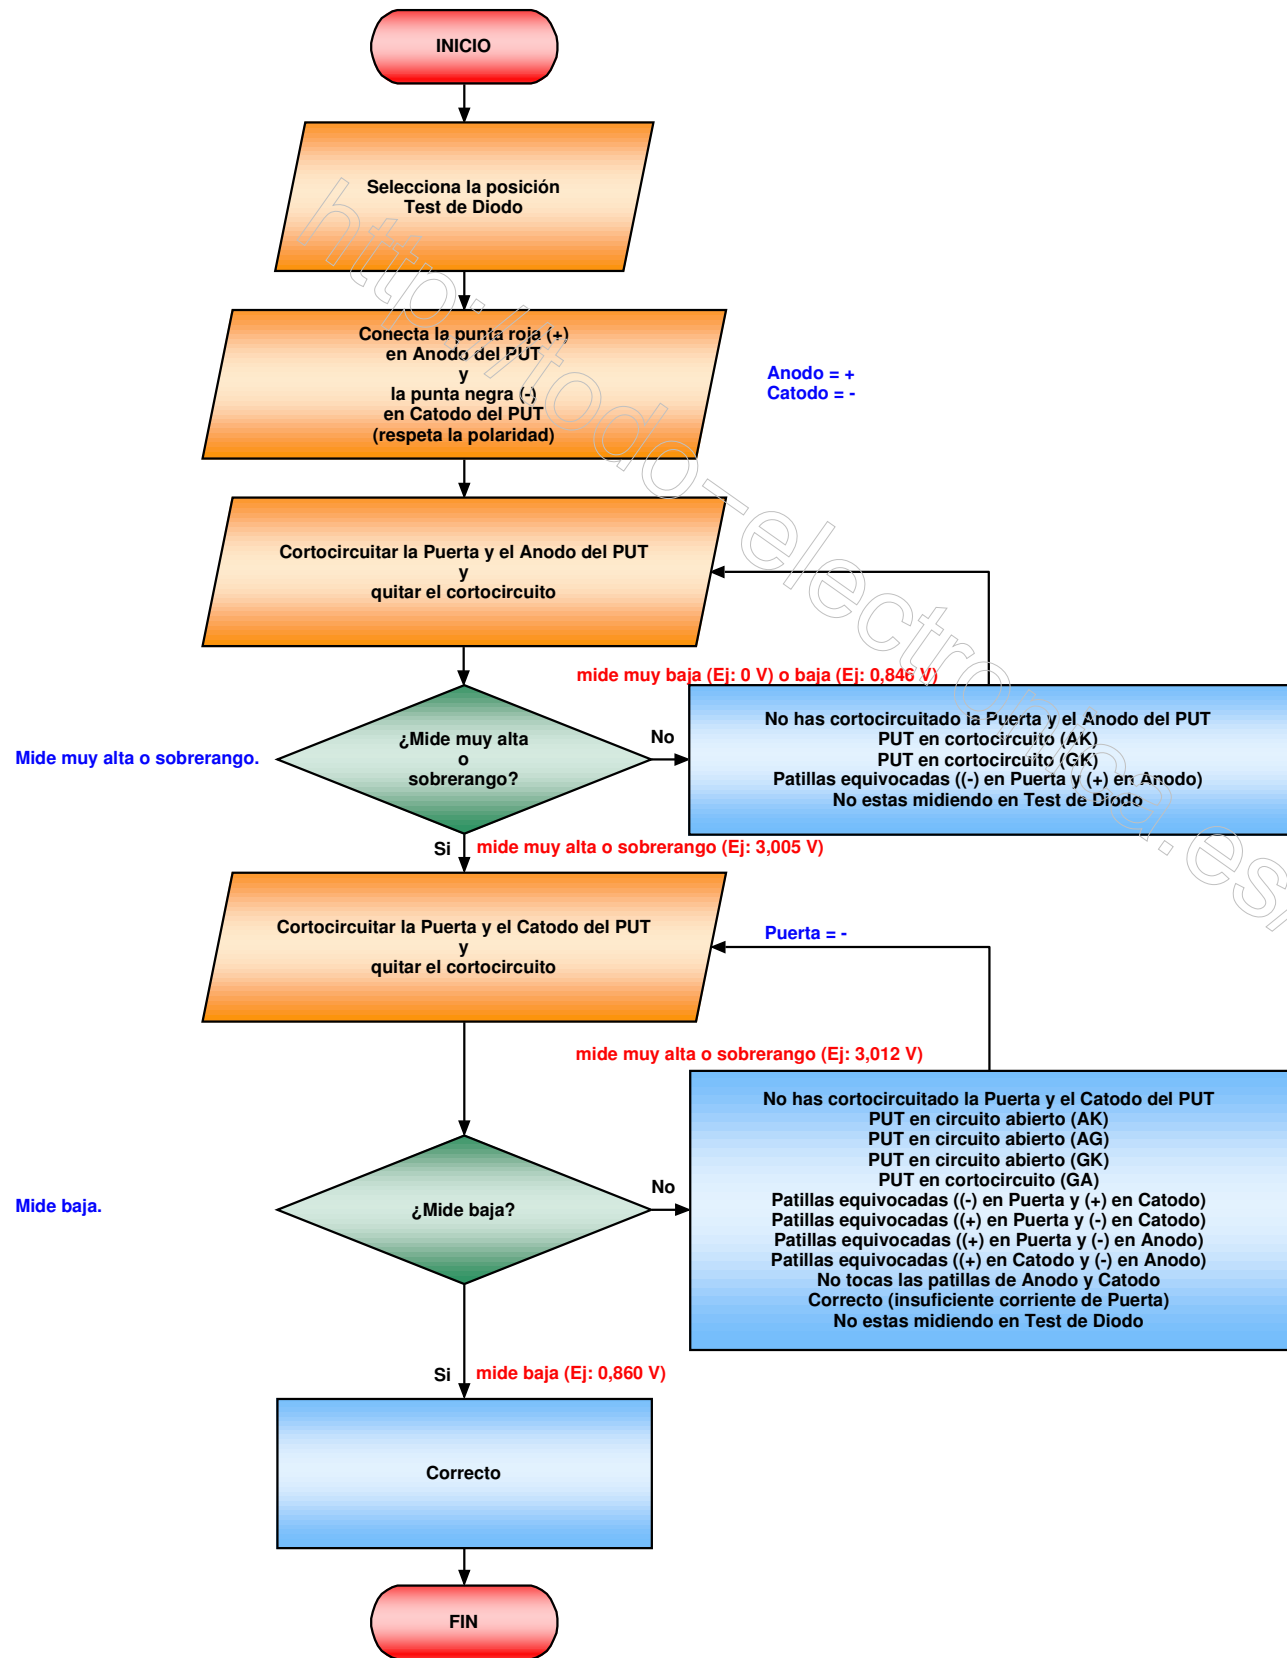 INICIO
Selecciona la posición
Test de Diodo
Conecta la punta roja (+)
en Anodo del PUT
y
la punta negra (-)
en Catodo del PUT
(respeta la polaridad)
Anodo = +
Catodo = -
Cortocircuitar la Puerta y el Anodo del PUT
y
quitar el cortocircuito
mide muy baja (Ej: 0 V) o baja (Ej: 0,846 V)
Mide muy alta o sobrerango.
¿Mide muy alta
o
sobrerango?
No
No has cortocircuitado la Puerta y el Anodo del PUT
PUT en cortocircuito (AK)
PUT en cortocircuito (GK)
Patillas equivocadas ((-) en Puerta y (+) en Anodo)
No estas midiendo en Test de Diodo
Si
mide muy alta o sobrerango (Ej: 3,005 V)
Cortocircuitar la Puerta y el Catodo del PUT
y
quitar el cortocircuito
Puerta = -
mide muy alta o sobrerango (Ej: 3,012 V)
Mide baja.
¿Mide baja?
No
No has cortocircuitado la Puerta y el Catodo del PUT
PUT en circuito abierto (AK)
PUT en circuito abierto (AG)
PUT en circuito abierto (GK)
PUT en cortocircuito (GA)
Patillas equivocadas ((-) en Puerta y (+) en Catodo)
Patillas equivocadas ((+) en Puerta y (-) en Catodo)
Patillas equivocadas ((+) en Puerta y (-) en Anodo)
Patillas equivocadas ((+) en Catodo y (-) en Anodo)
No tocas las patillas de Anodo y Catodo
Correcto (insuficiente corriente de Puerta)
No estas midiendo en Test de Diodo
Si
mide baja (Ej: 0,860 V)
Correcto
FIN
http://todo-electronica.es/